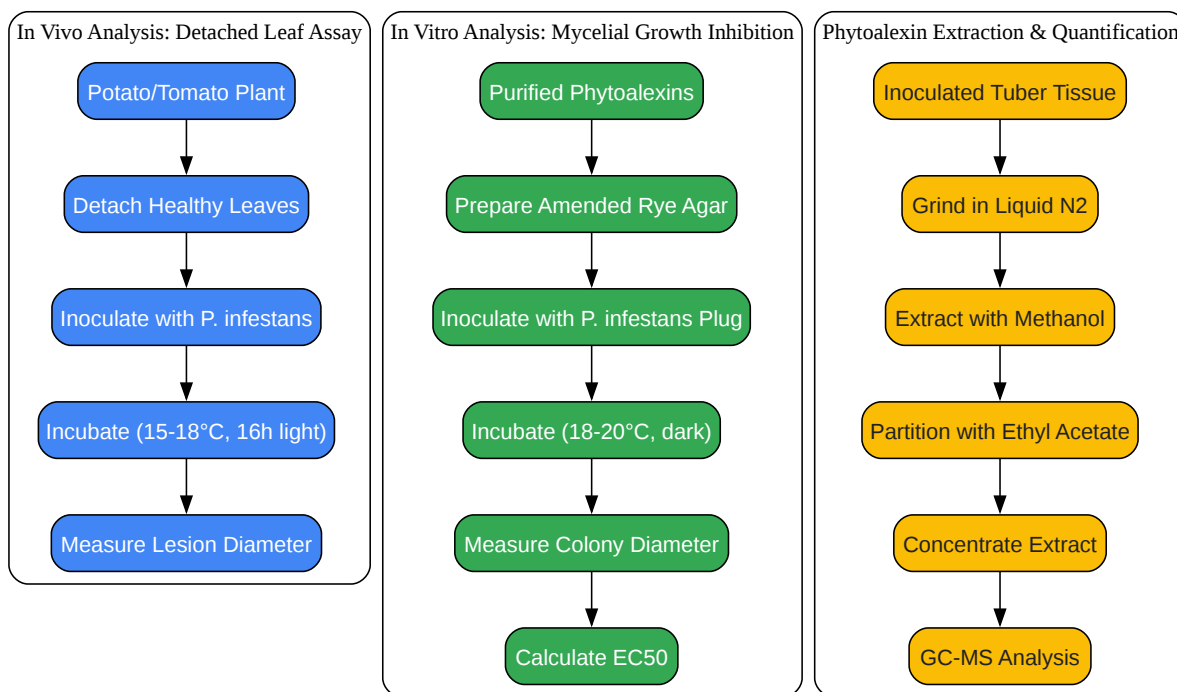 In Vivo Analysis: Detached Leaf Assay
Potato/Tomato Plant
Detach Healthy Leaves
Inoculate with P. infestans
Incubate (15-18°C, 16h light)
Measure Lesion Diameter
In Vitro Analysis: Mycelial Growth Inhibition
Purified Phytoalexins
Prepare Amended Rye Agar
Inoculate with P. infestans Plug
Incubate (18-20°C, dark)
Measure Colony Diameter
Calculate EC50
Phytoalexin Extraction & Quantification
Inoculated Tuber Tissue
Grind in Liquid N2
Extract with Methanol
Partition with Ethyl Acetate
Concentrate Extract
GC-MS Analysis